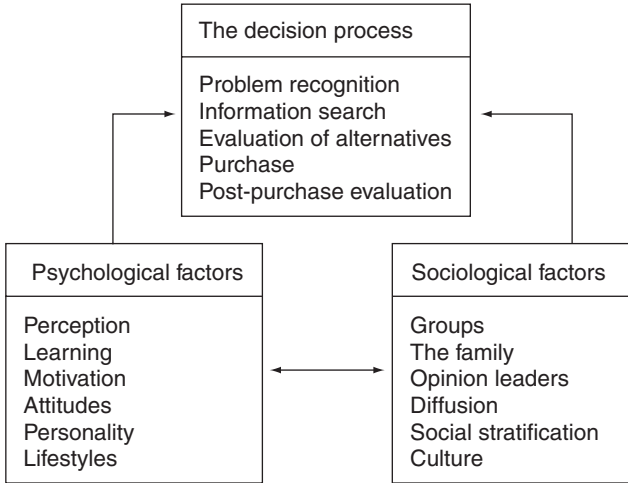 The decision process
Problem recognition
Information search
Evaluation of alternatives
Purchase
Post-purchase evaluation
Psychological factors
Perception
Learning
Motivation
Attitudes
Personality
Lifestyles
Sociological factors
Groups
The family
Opinion leaders
Diffusion
Social stratification
Culture